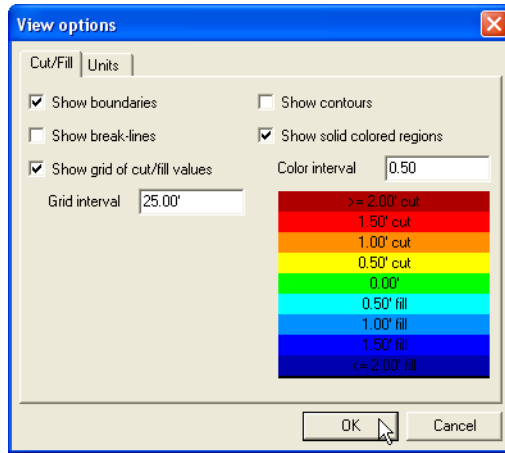 View options
Cut/Fill Units
Show boundaries Show contours
Show break-lines Show solid colored regions
Show grid of cut/fill values Color interval 0.50
Grid interval 25.00'
>= 2.00' cut
1.50' cut
1.00' cut
0.50' cut
0.00'
0.50' fill
1.00' fill
1.50' fill
<= 2.00' fill
OK Cancel